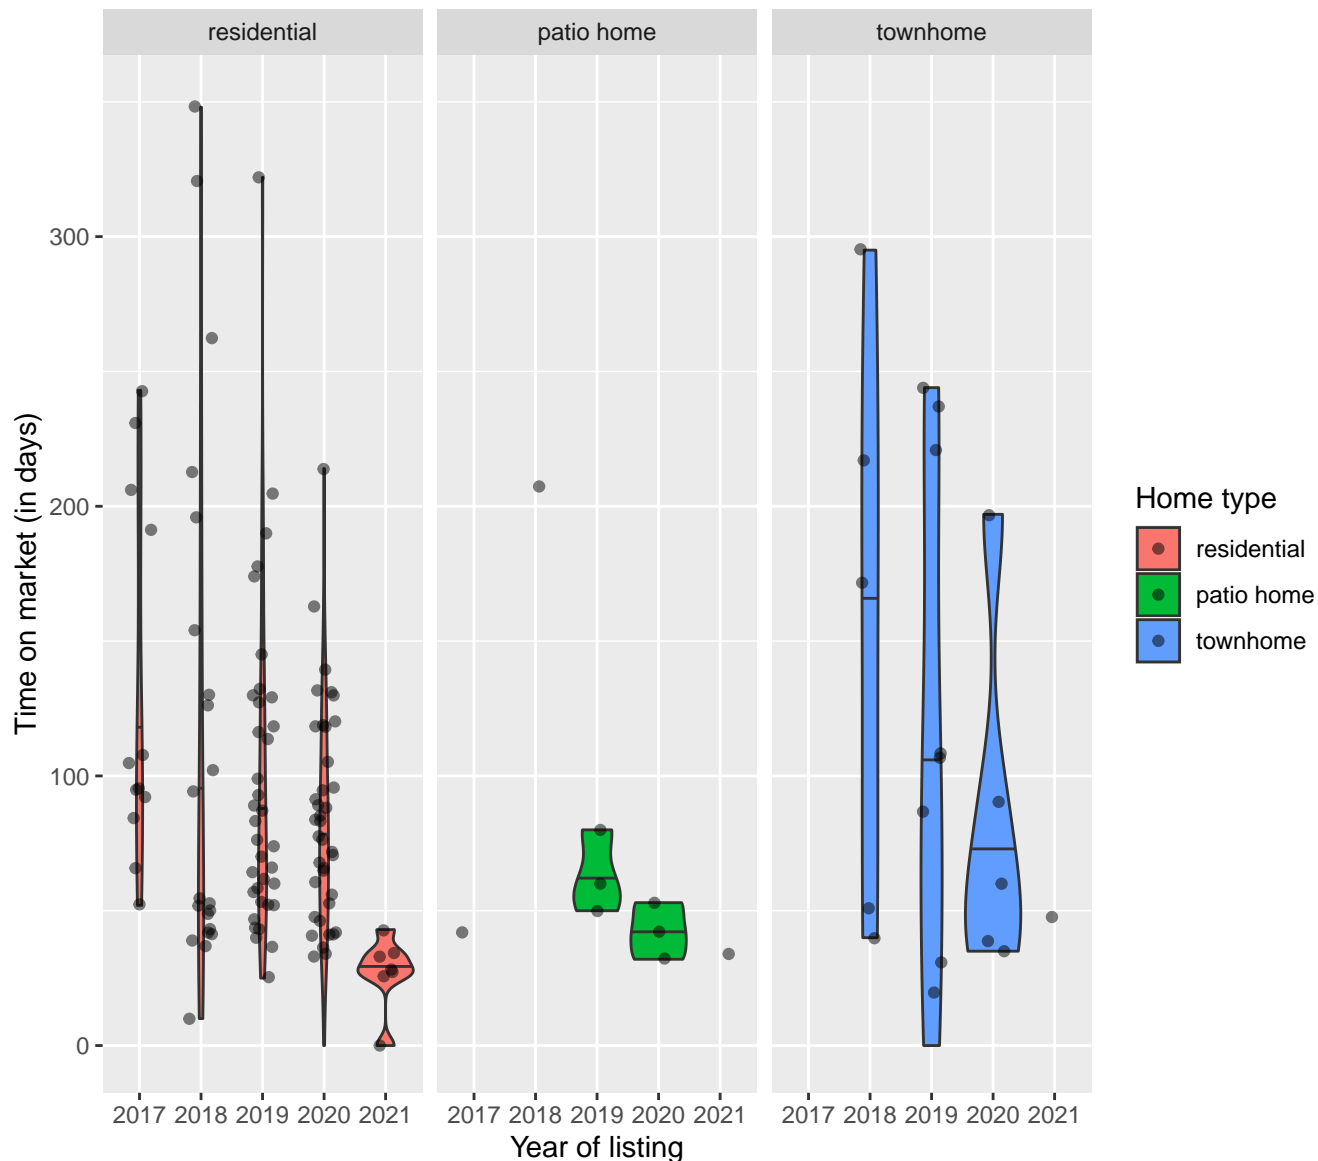 residential patio home townhome
300
200
100
0
Time on market (in days)
2017 2018 2019 2020 2021 2017 2018 2019 2020 2021 2017 2018 2019 2020 2021
Year of listing
Home type
residential
patio home
townhome